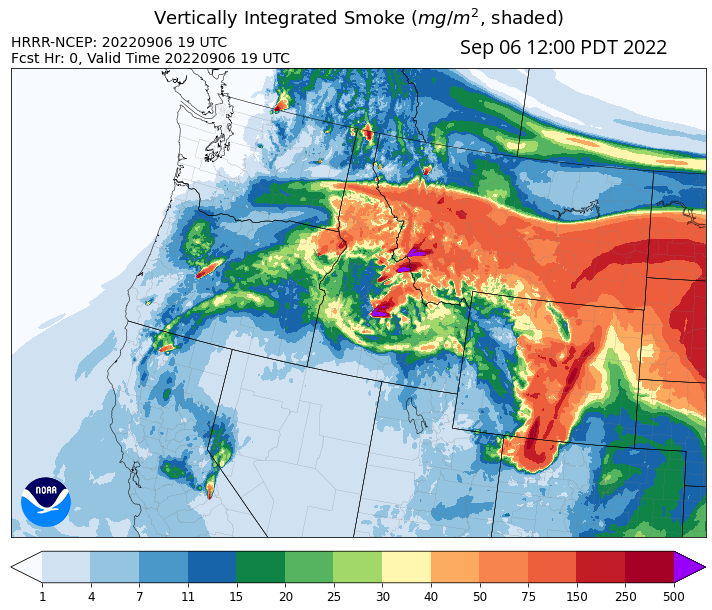 Vertically Integrated Smoke (mg/m², shaded)
HRRR-NCEP: 20220906 19 UTC
Sep 06 12:00 PDT 2022
Fcst Hr: 0, Valid Time 20220906 19 UTC
NOAA
1 4 7 11 15 20 25 30 40 50 75 150 250 500